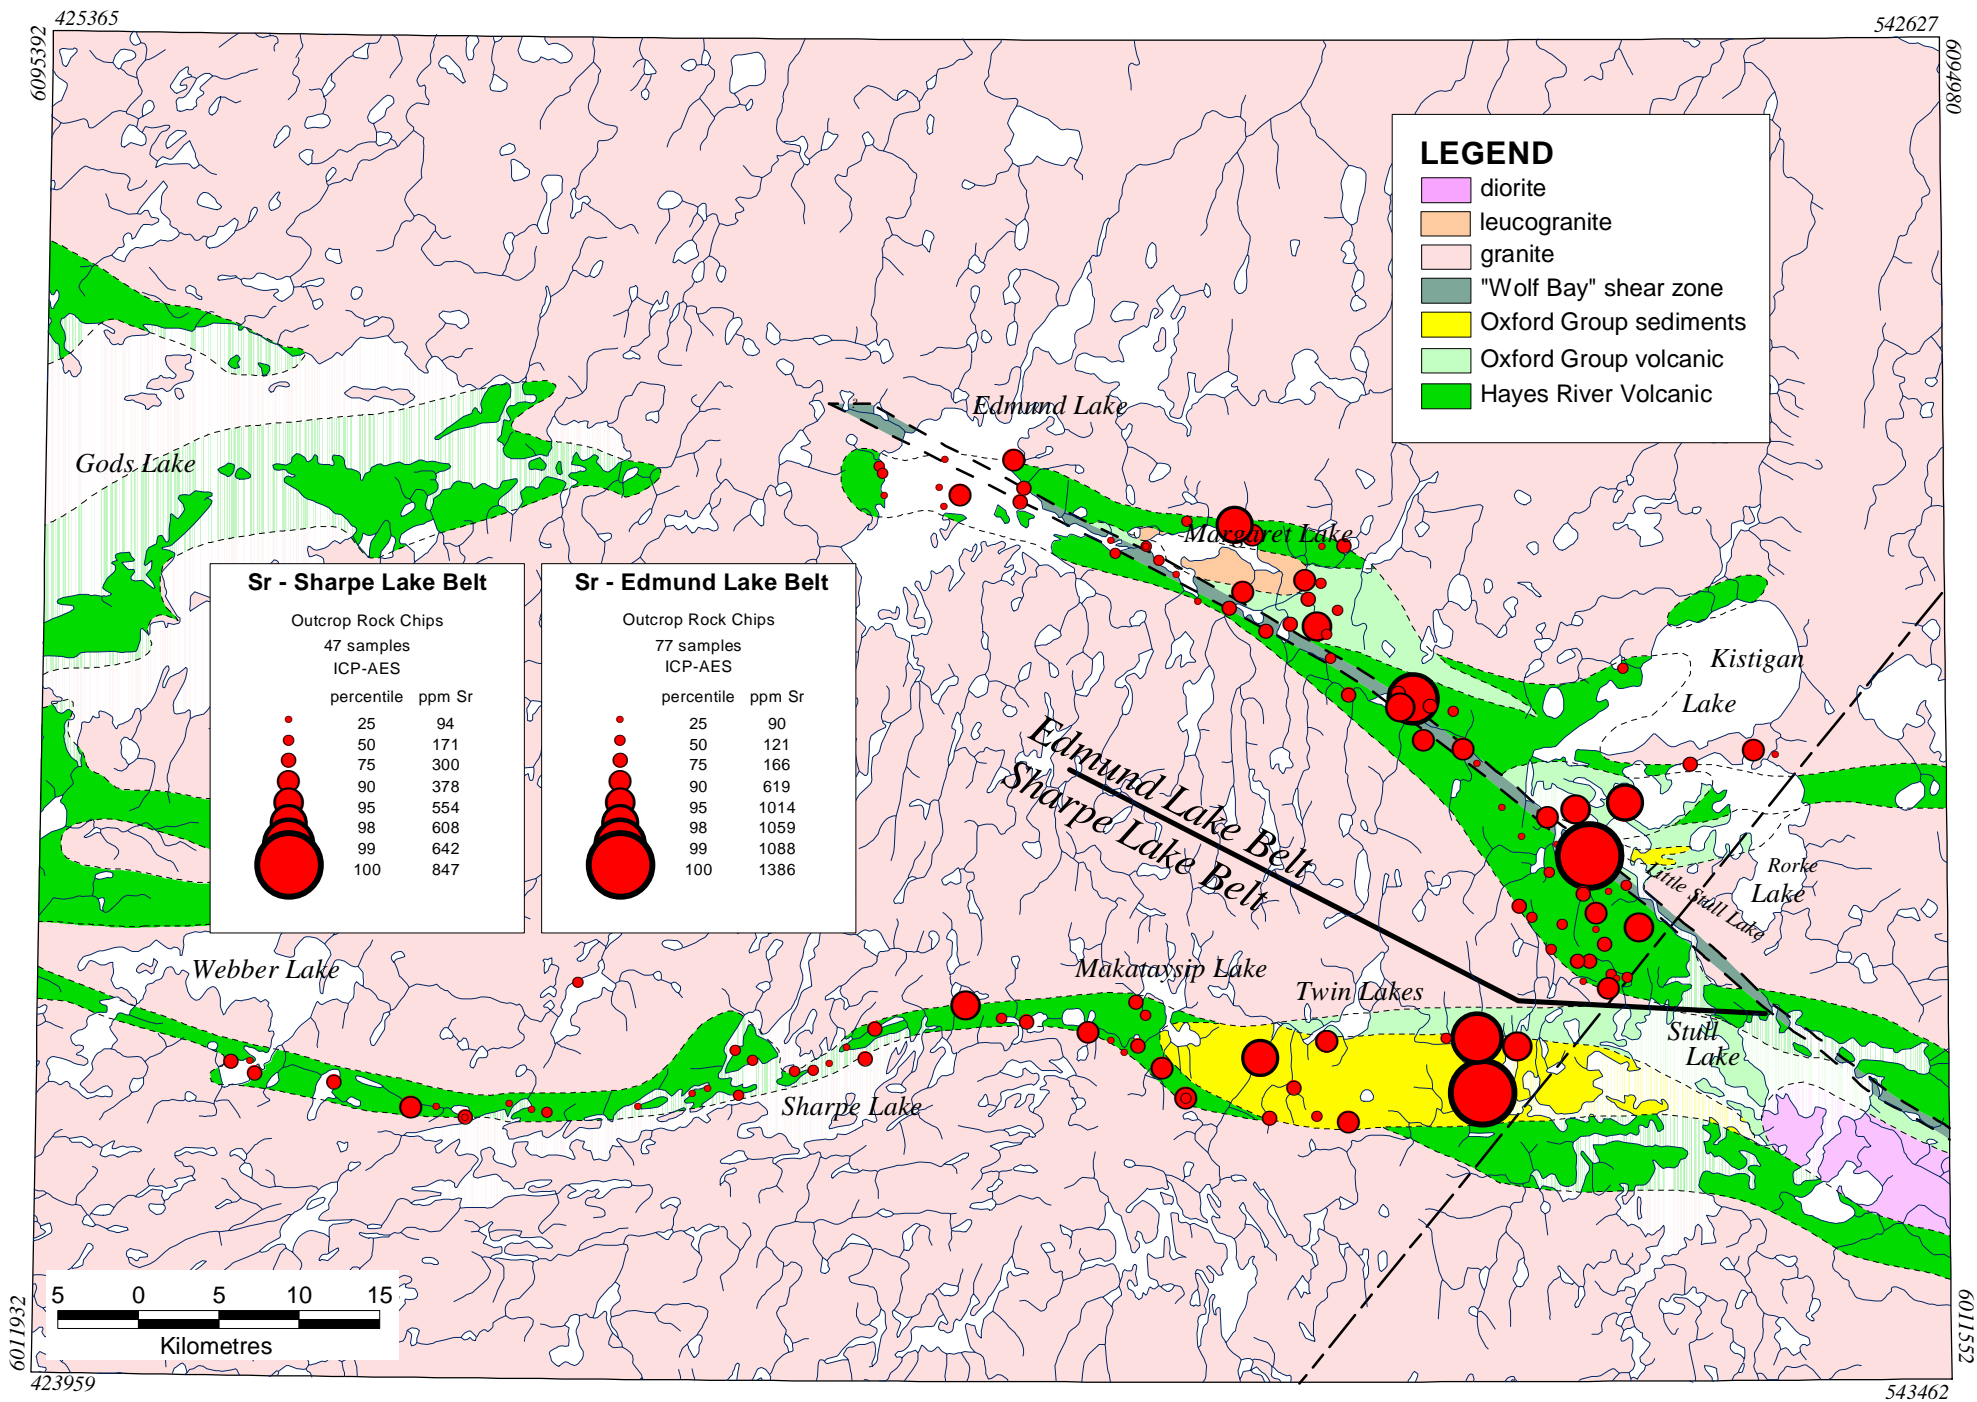 425365
542627
6095392
6094980
LEGEND
diorite
leucogranite
granite
"Wolf Bay" shear zone
Oxford Group sediments
Oxford Group volcanic
Hayes River Volcanic
Edmund Lake
Gods Lake
Margaret Lake
Kistigan
Lake
Sr - Sharpe Lake Belt
Outcrop Rock Chips
47 samples
ICP-AES
percentile ppm Sr
25 94
50 171
75 300
90 378
95 554
98 608
99 642
100 847
Sr - Edmund Lake Belt
Outcrop Rock Chips
77 samples
ICP-AES
percentile ppm Sr
25 90
50 121
75 166
90 619
95 1014
98 1059
99 1088
100 1386
Edmund Lake Belt
Sharpe Lake Belt
Rorke
Lake
Little Stull Lake
Webber Lake
Makataysip Lake
Twin Lakes
Stull
Lake
Sharpe Lake
5 0 5 10 15
Kilometres
6011932
6011552
423959
543462